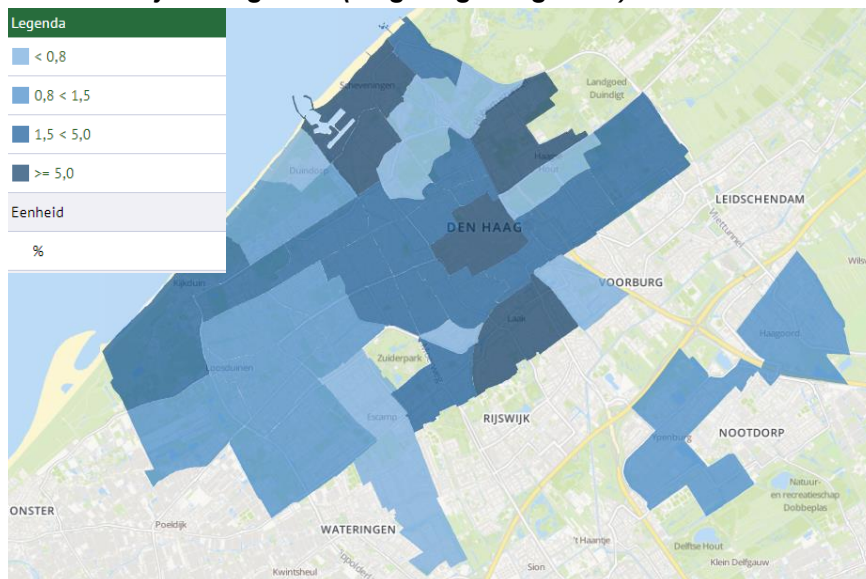 Legenda
< 0,8
0,8 < 1,5
1,5 < 5,0
>= 5,0
Eenheid
%
Scheveningen
Landgoed
Duindigt
Duindorp
Haagse
Hout
LEIDSCHENDAM
DEN HAAG
Kijkduin
VOORBURG
Laak
Haagoord
Zuiderpark
Loosduinen
Escamp
RIJSWIJK
Ypenburg
NOOTDORP
Natuur-
en recreatieschap
Dobbeplas
ONSTER
Poeldijk
WATERINGEN
't Haantje
Delftse Hout
Klein Delfgauw
Sion
Kwintsheul